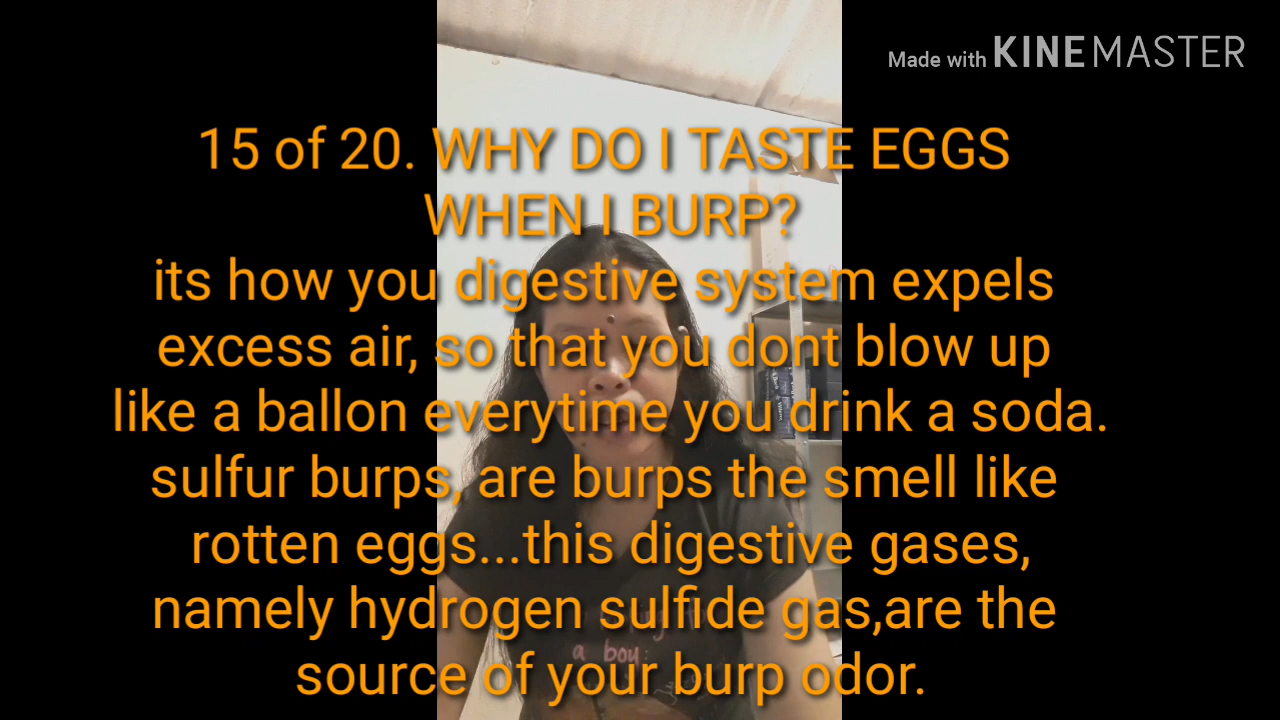 Made with KINEMASTER
15 of 20. WHY DO I TASTE EGGS
WHEN I BURP?
its how you digestive system expels
excess air, so that you dont blow up
like a ballon everytime you drink a soda.
sulfur burps, are burps the smell like
rotten eggs...this digestive gases,
namely hydrogen sulfide gas,are the
source of your burp odor.
a boy